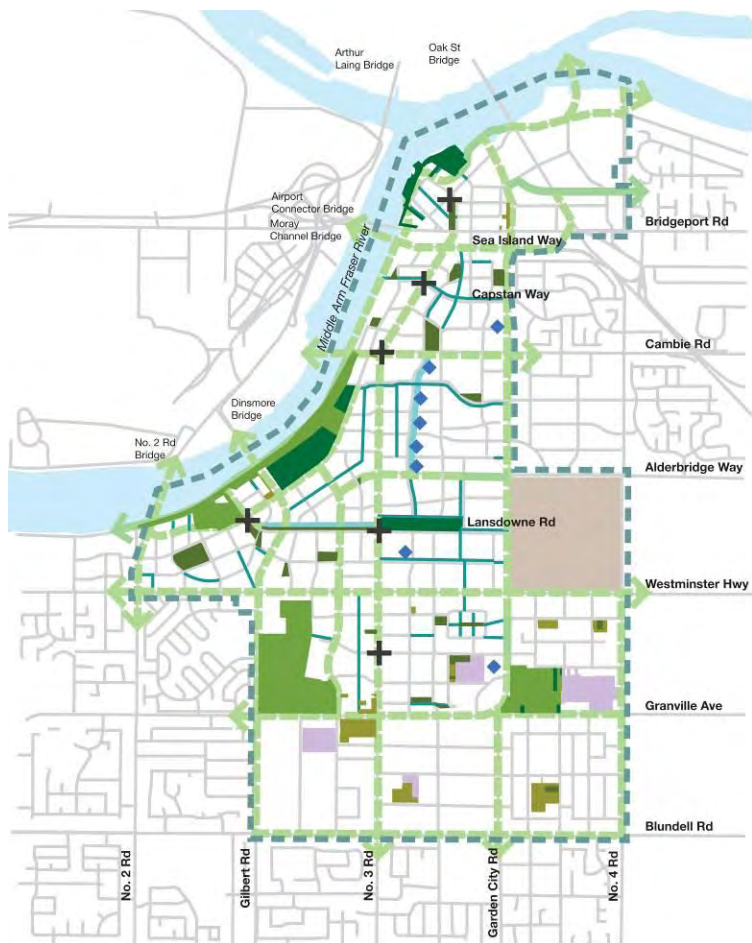 Arthur
Laing Bridge
Oak St
Bridge
Airport
Connector Bridge
Moray
Channel Bridge
Bridgeport Rd
Sea Island Way
Middle Arm Fraser River
Capstan Way
Cambie Rd
Dinsmore
Bridge
No. 2 Rd
Bridge
Alderbridge Way
Lansdowne Rd
Westminster Hwy
Granville Ave
Blundell Rd
No. 2 Rd
Gilbert Rd
No. 3 Rd
Garden City Rd
No. 4 Rd